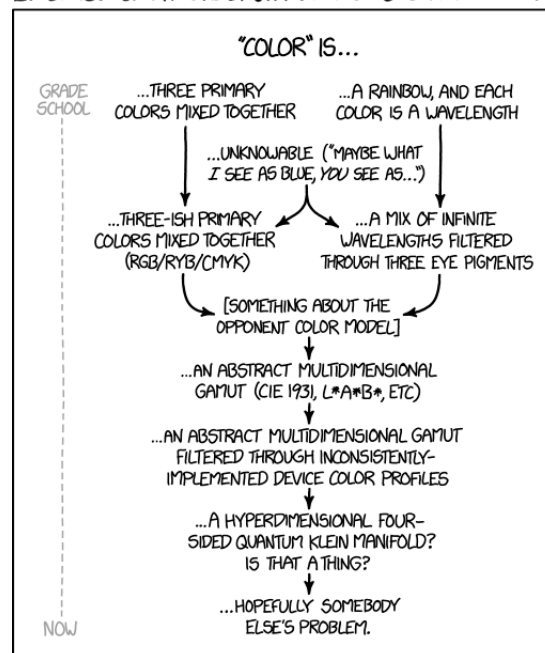 "COLOR" IS...
GRADE
SCHOOL
...THREE PRIMARY
COLORS MIXED TOGETHER
...A RAINBOW, AND EACH
COLOR IS A WAVELENGTH
...UNKNOWABLE ("MAYBE WHAT
I SEE AS BLUE, YOU SEE AS...")
...THREE-ISH PRIMARY
COLORS MIXED TOGETHER
(RGB/RYB/CMYK)
...A MIX OF INFINITE
WAVELENGTHS FILTERED
THROUGH THREE EYE PIGMENTS
[SOMETHING ABOUT THE
OPPONENT COLOR MODEL]
...AN ABSTRACT MULTIDIMENSIONAL
GAMUT (CIE 1931, L*A*B*, ETC)
...AN ABSTRACT MULTIDIMENSIONAL GAMUT
FILTERED THROUGH INCONSISTENTLY-
IMPLEMENTED DEVICE COLOR PROFILES
...A HYPERDIMENSIONAL FOUR-
SIDED QUANTUM KLEIN MANIFOLD?
IS THAT A THING?
...HOPEFULLY SOMEBODY
ELSE'S PROBLEM.
NOW